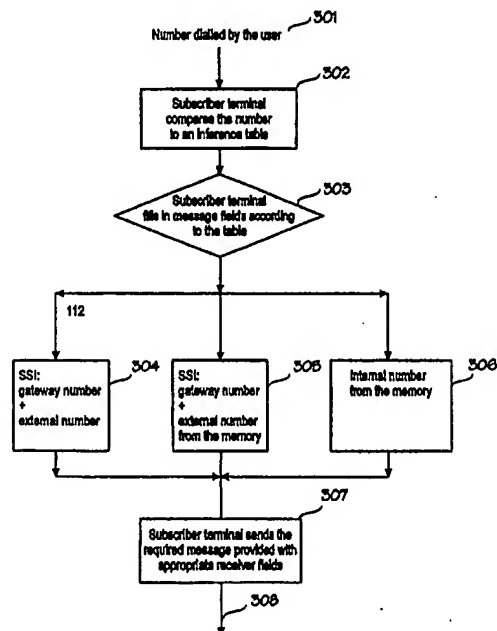 301
Number dialled by the user
302
Subscriber terminal
compares the number
to an inference table
303
Subscriber terminal
fills in message fields according
to the table
112
SSI:
gateway number
+
external number
304
SSI:
gateway number
+
external number
from the memory
305
Internal number
from the memory
306
307
Subscriber terminal sends the
required message provided with
appropriate receiver fields
308